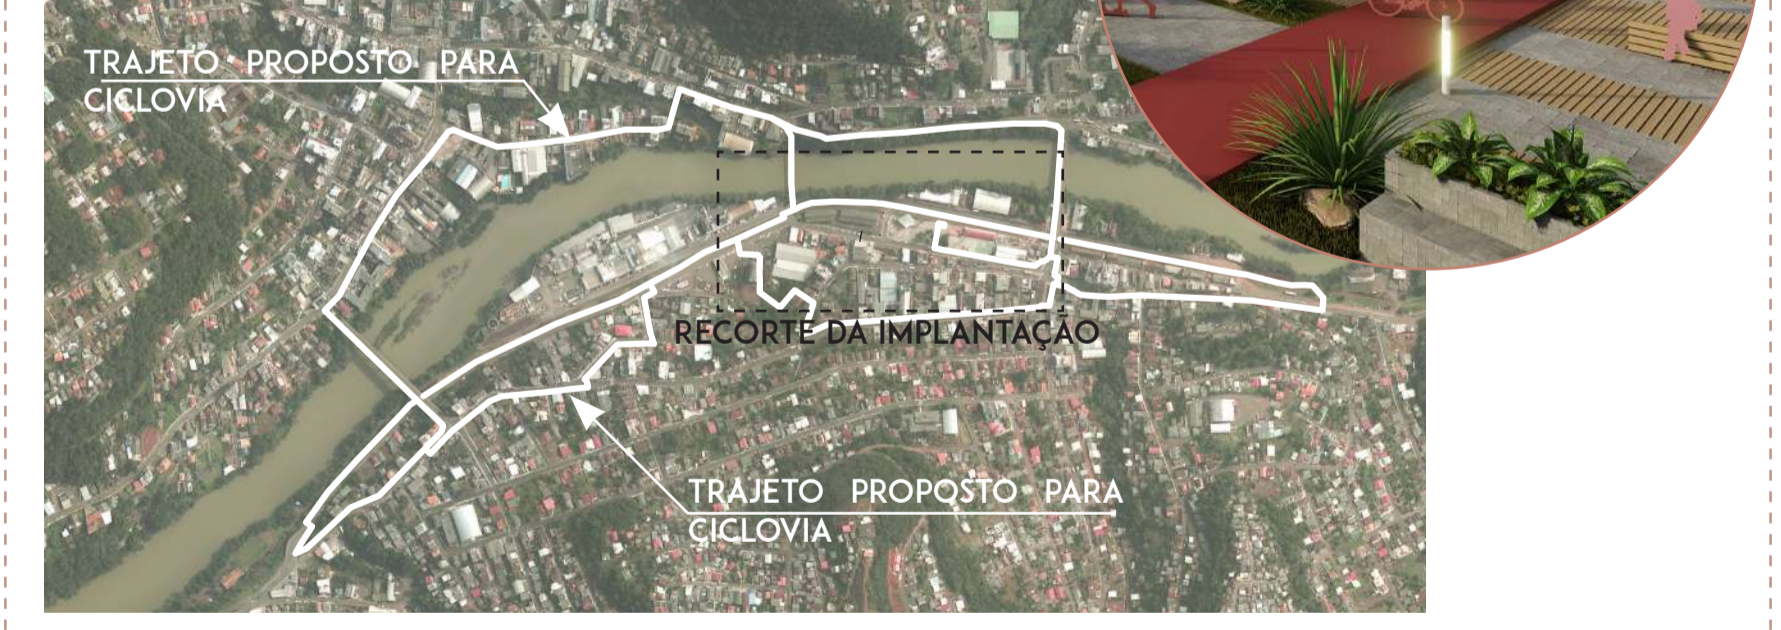 TRAJETO PROPOSTO PARA
CICLOVIA
RECORTE DA IMPLANTAÇÃO
TRAJETO PROPOSTO PARA
CICLOVIA